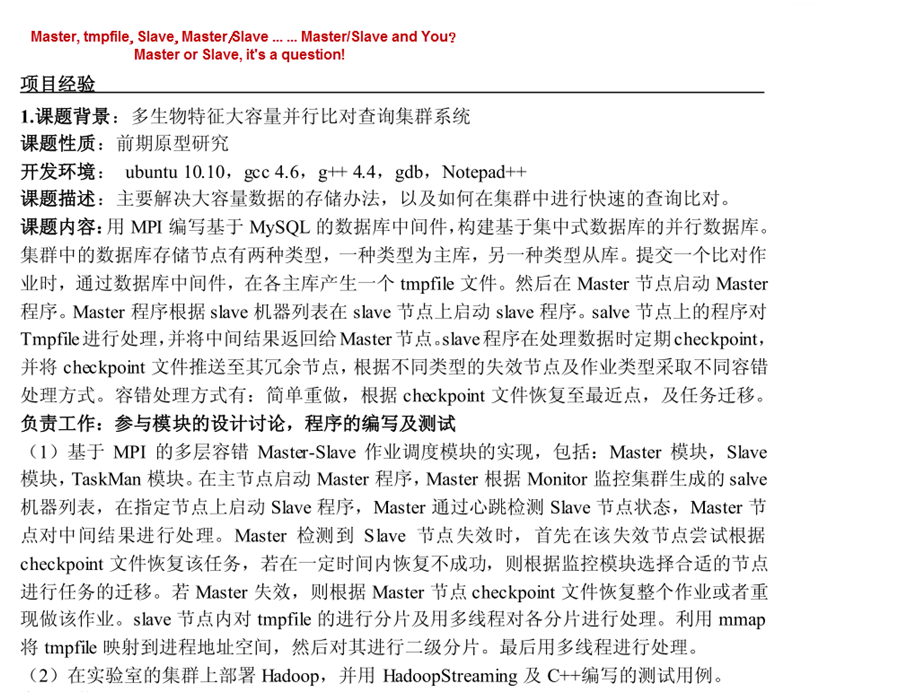 Master, tmpfile, Slave, Master/Slave ... ... Master/Slave and You?
Master or Slave, it's a question!
项目经验
1.课题背景：多生物特征大容量并行比对查询集群系统
课题性质：前期原型研究
开发环境： ubuntu 10.10，gcc 4.6，g++ 4.4，gdb，Notepad++
课题描述：主要解决大容量数据的存储办法，以及如何在集群中进行快速的查询比对。
课题内容：用 MPI 编写基于 MySQL 的数据库中间件，构建基于集中式数据库的并行数据库。
集群中的数据库存储节点有两种类型，一种类型为主库，另一种类型从库。提交一个比对作
业时，通过数据库中间件，在各主库产生一个 tmpfile 文件。然后在 Master 节点启动 Master
程序。Master 程序根据 slave 机器列表在 slave 节点上启动 slave 程序。salve 节点上的程序对
Tmpfile 进行处理，并将中间结果返回给 Master 节点。slave 程序在处理数据时定期 checkpoint，
并将 checkpoint 文件推送至其冗余节点，根据不同类型的失效节点及作业类型采取不同容错
处理方式。容错处理方式有：简单重做，根据 checkpoint 文件恢复至最近点，及任务迁移。
负责工作：参与模块的设计讨论，程序的编写及测试
（1）基于 MPI 的多层容错 Master-Slave 作业调度模块的实现，包括：Master 模块，Slave
模块，TaskMan 模块。在主节点启动 Master 程序，Master 根据 Monitor 监控集群生成的 salve
机器列表，在指定节点上启动 Slave 程序，Master 通过心跳检测 Slave 节点状态，Master 节
点对中间结果进行处理。Master 检测到 Slave 节点失效时，首先在该失效节点尝试根据
checkpoint 文件恢复该任务，若在一定时间内恢复不成功，则根据监控模块选择合适的节点
进行任务的迁移。若 Master 失效，则根据 Master 节点 checkpoint 文件恢复整个作业或者重
现做该作业。slave 节点内对 tmpfile 的进行分片及用多线程对各分片进行处理。利用 mmap
将 tmpfile 映射到进程地址空间，然后对其进行二级分片。最后用多线程进行处理。
（2）在实验室的集群上部署 Hadoop，并用 HadoopStreaming 及 C++编写的测试用例。